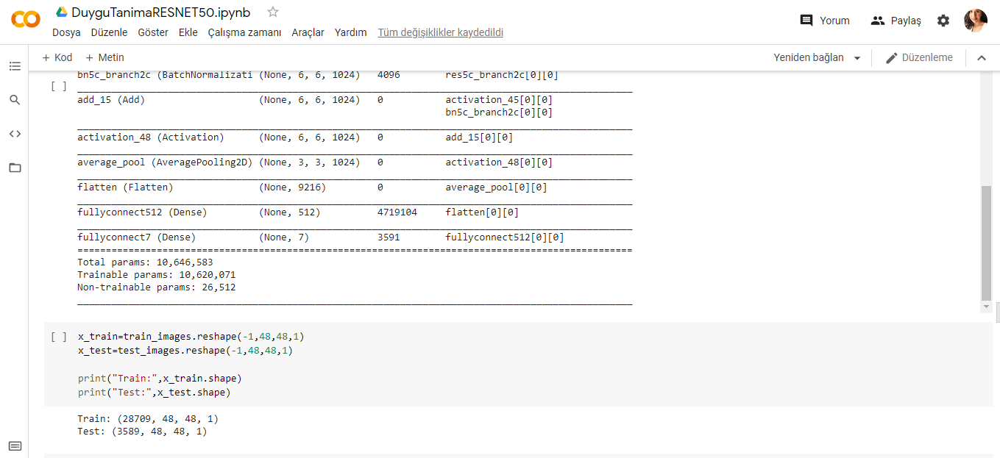 DuyguTanimaRESNET50.ipynb
Dosya Düzenle Göster Ekle Çalışma zamanı Araçlar Yardım Tüm değişiklikler kaydedildi
Yorum Paylaş
+ Kod + Metin
Yeniden bağlan Düzenleme
bn5c_branch2c (BatchNormalizati (None, 6, 6, 1024) 4096 res5c_branch2c[0][0]
[ ]
add_15 (Add) (None, 6, 6, 1024) 0 activation_45[0][0]
bn5c_branch2c[0][0]
activation_48 (Activation) (None, 6, 6, 1024) 0 add_15[0][0]
average_pool (AveragePooling2D) (None, 3, 3, 1024) 0 activation_48[0][0]
flatten (Flatten) (None, 9216) 0 average_pool[0][0]
fullyconnect512 (Dense) (None, 512) 4719104 flatten[0][0]
fullyconnect7 (Dense) (None, 7) 3591 fullyconnect512[0][0]
Total params: 10,646,583
Trainable params: 10,620,071
Non-trainable params: 26,512
[ ] x_train=train_images.reshape(-1,48,48,1)
x_test=test_images.reshape(-1,48,48,1)
print("Train:",x_train.shape)
print("Test:",x_test.shape)
Train: (28709, 48, 48, 1)
Test: (3589, 48, 48, 1)